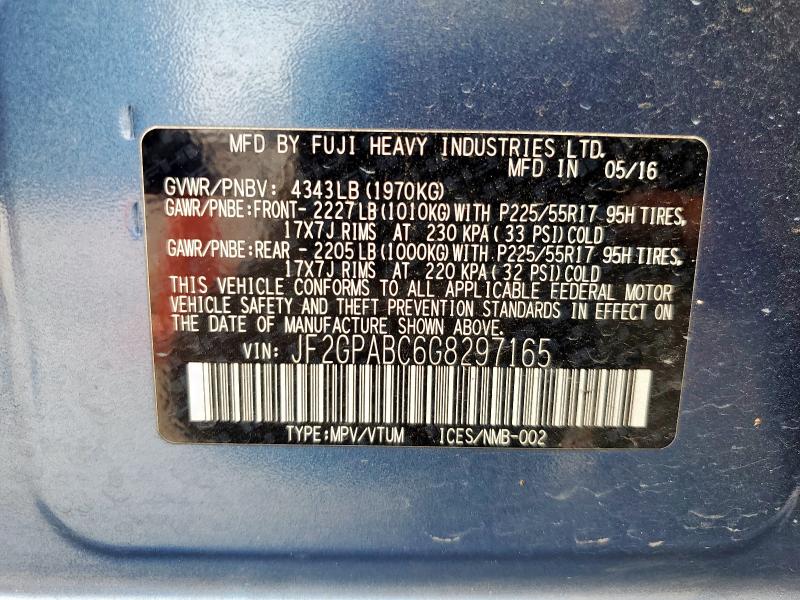 MFD BY FUJI HEAVY INDUSTRIES LTD.
MFD IN 05/16
GVWR/PNBV: 4343LB (1970KG)
GAWR/PNBE:FRONT- 2227LB (1010KG) WITH P225/55R17 95H TIRES,
17X7J RIMS AT 230 KPA( 33 PSI)COLD
GAWR/PNBE:REAR - 2205LB (1000KG) WITH P225/55R17 95H TIRES,
17X7J RIMS AT 220 KPA( 32 PSI)COLD
THIS VEHICLE CONFORMS TO ALL APPLICABLE FEDERAL MOTOR
VEHICLE SAFETY AND THEFT PREVENTION STANDARDS IN EFFECT ON
THE DATE OF MANUFACTURE SHOWN ABOVE.
VIN: JF2GPABC6G8297165
TYPE:MPV/VTUM ICES/NMB-002